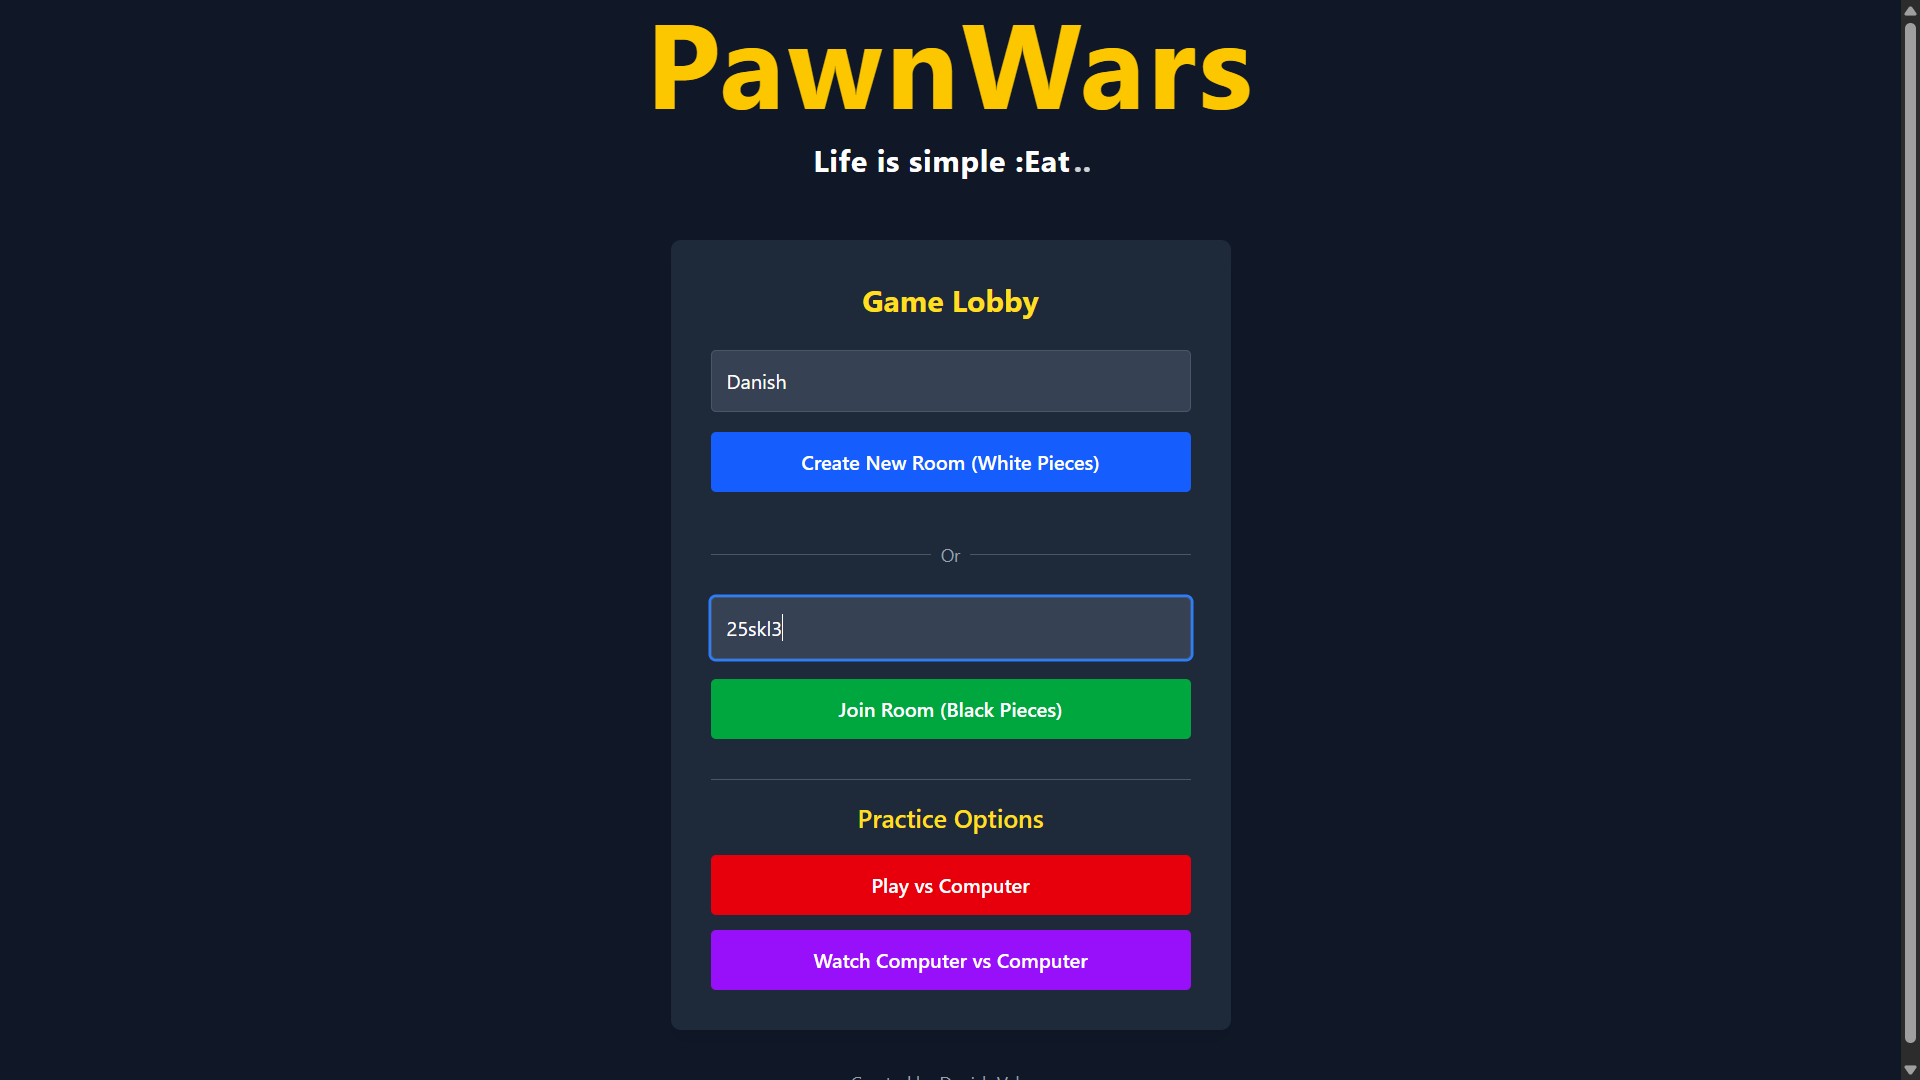 PawnWars
Life is simple :Eat..
Game Lobby
Danish
Create New Room (White Pieces)
Or
25skl3
Join Room (Black Pieces)
Practice Options
Play vs Computer
Watch Computer vs Computer